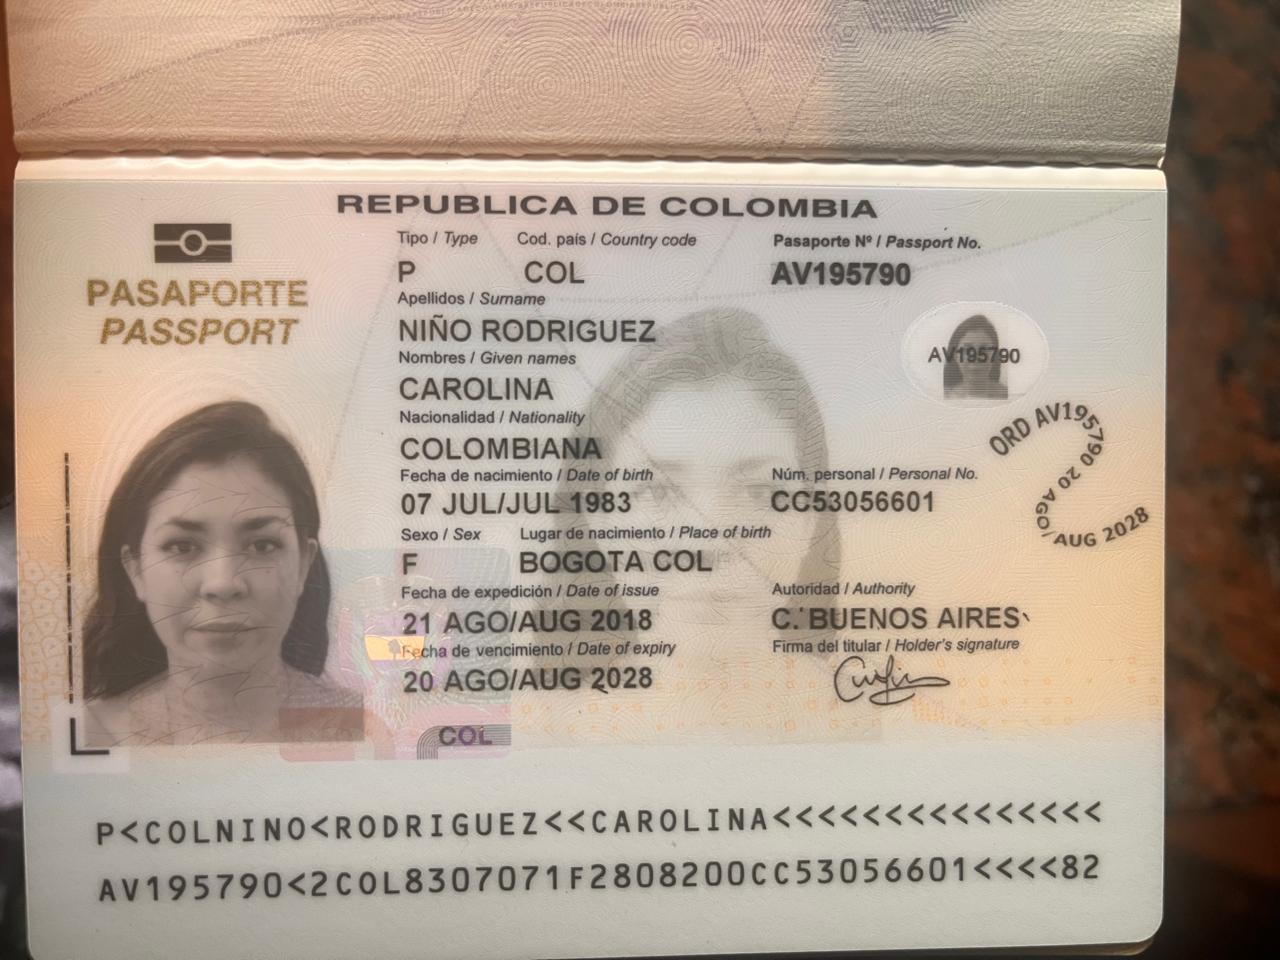 REPUBLICA DE COLOMBIA
PASAPORTE
PASSPORT
Tipo / Type Cod. país / Country code Pasaporte Nº / Passport No.
P COL AV195790
Apellidos / Surname
NIÑO RODRIGUEZ
Nombres / Given names
CAROLINA
Nacionalidad / Nationality
COLOMBIANA
Fecha de nacimiento / Date of birth Núm. personal / Personal No.
07 JUL/JUL 1983 CC53056601
Sexo / Sex Lugar de nacimiento / Place of birth
F BOGOTA COL
Fecha de expedición / Date of issue Autoridad / Authority
21 AGO/AUG 2018 C. BUENOS AIRES
Fecha de vencimiento / Date of expiry Firma del titular / Holder's signature
20 AGO/AUG 2028
AV195790
ORD AV195790 20 AGO/AUG 2028
COL
P<COLNINO<RODRIGUEZ<<CAROLINA<<<<<<<<<<<<<<<
AV195790<2COL8307071F2808200CC53056601<<<<82